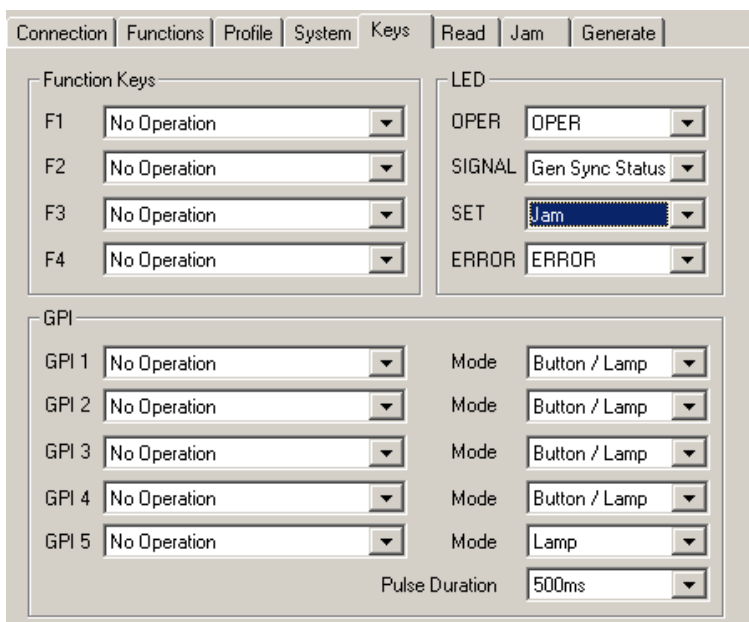 Connection Functions Profile System Keys Read Jam Generate
Function Keys
F1 No Operation
F2 No Operation
F3 No Operation
F4 No Operation
LED
OPER OPER
SIGNAL Gen Sync Status
SET Jam
ERROR ERROR
GPI
GPI 1 No Operation Mode Button / Lamp
GPI 2 No Operation Mode Button / Lamp
GPI 3 No Operation Mode Button / Lamp
GPI 4 No Operation Mode Button / Lamp
GPI 5 No Operation Mode Lamp
Pulse Duration 500ms